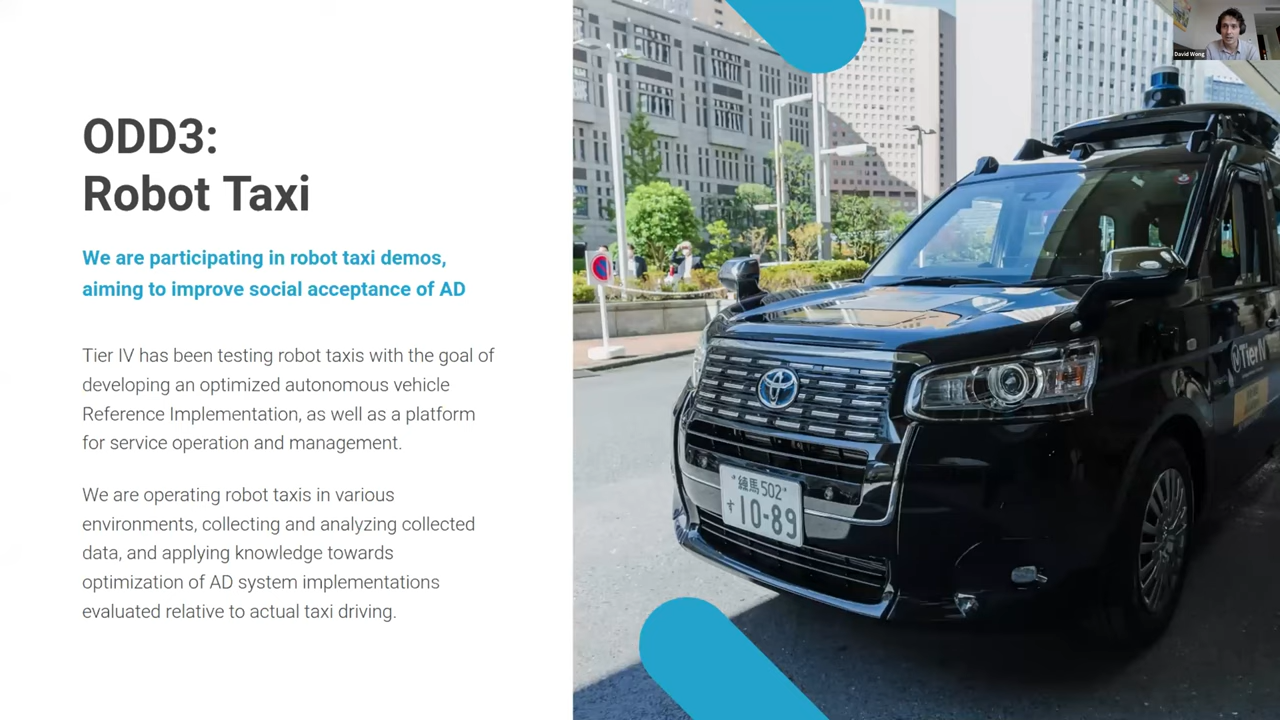 ODD3:
Robot Taxi
We are participating in robot taxi demos,
aiming to improve social acceptance of AD
Tier IV has been testing robot taxis with the goal of
developing an optimized autonomous vehicle
Reference Implementation, as well as a platform
for service operation and management.
We are operating robot taxis in various
environments, collecting and analyzing collected
data, and applying knowledge towards
optimization of AD system implementations
evaluated relative to actual taxi driving.
David Wong
Tier IV
練馬 502
す 10-89